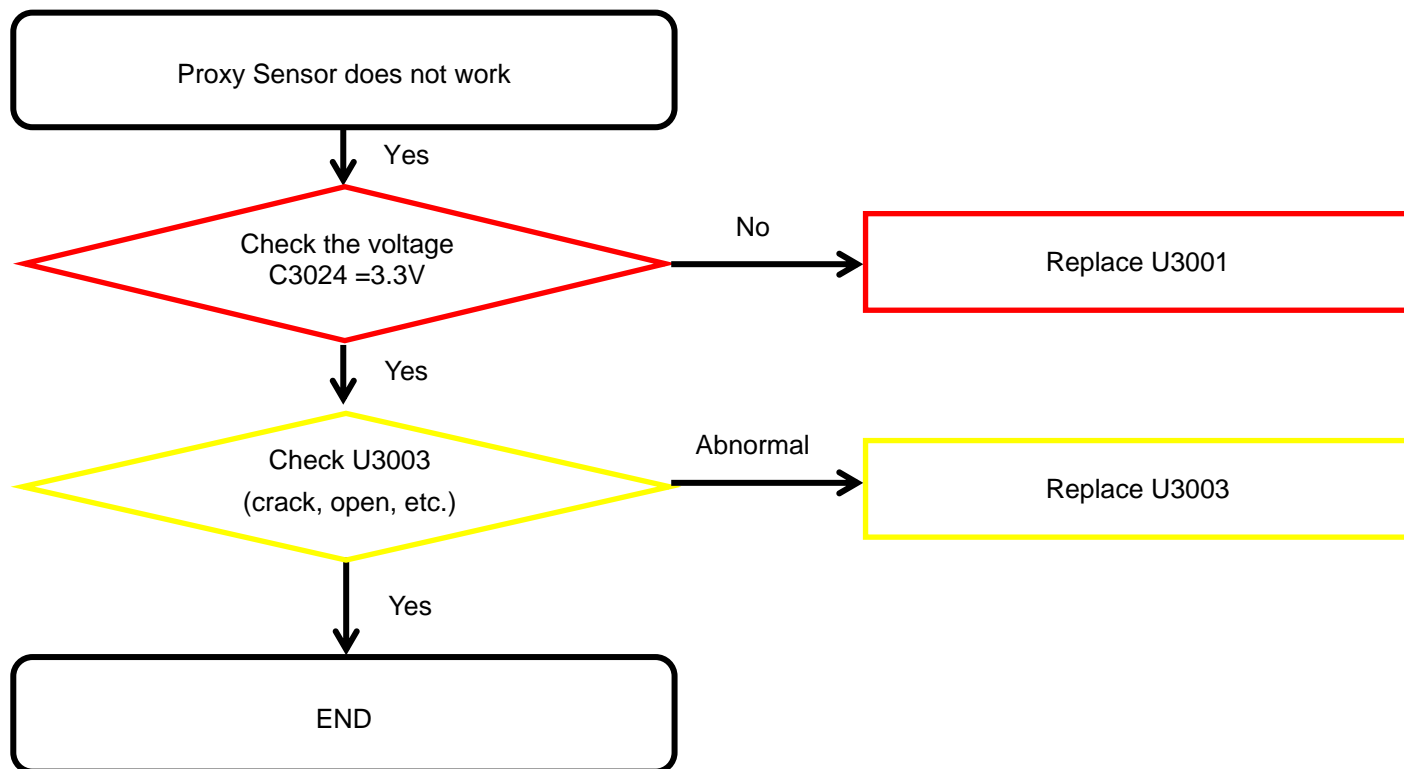 Proxy Sensor does not work
Yes
Check the voltage
C3024 =3.3V
No
Replace U3001
Yes
Check U3003
(crack, open, etc.)
Abnormal
Replace U3003
Yes
END